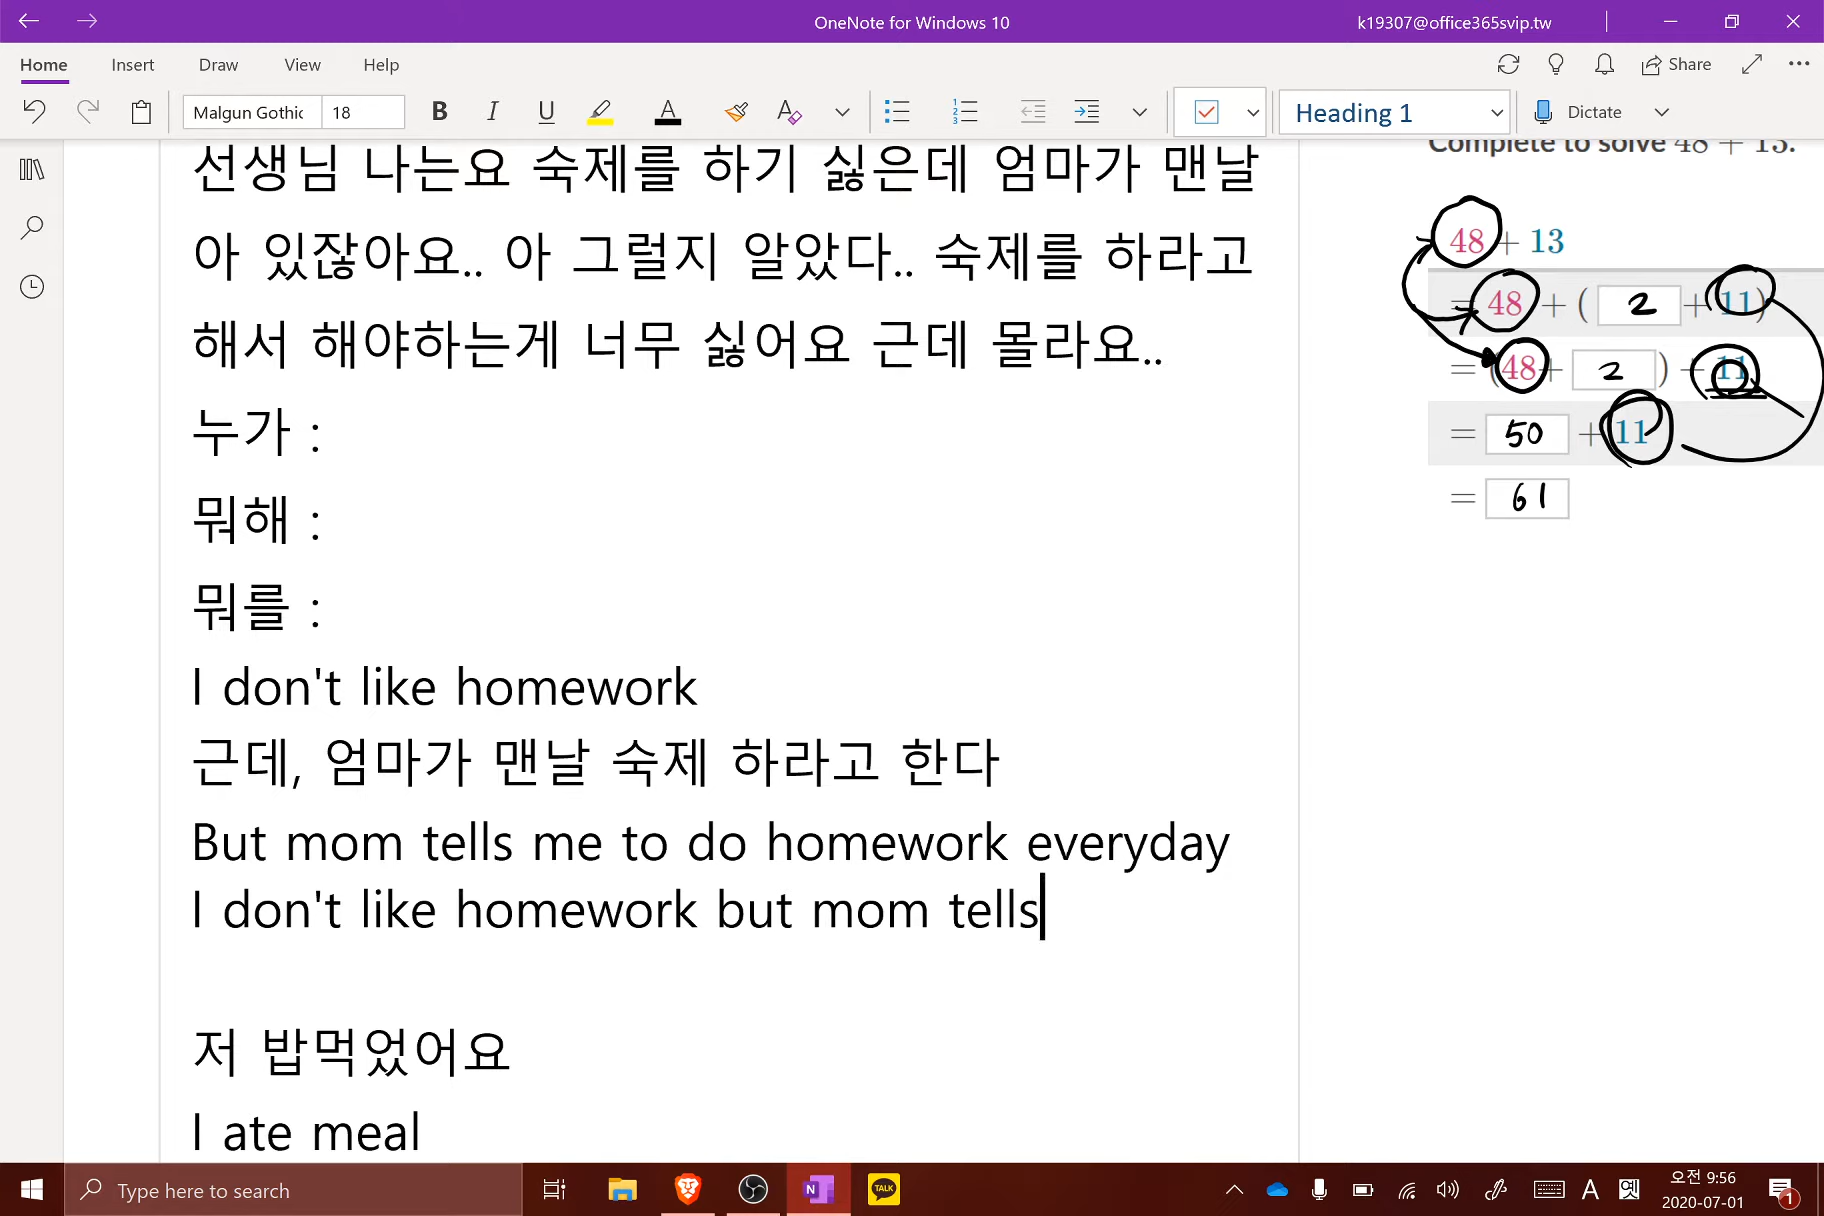 OneNote for Windows 10
k19307@office365svip.tw
Home Insert Draw View Help
Share
Malgun Gothic 18 B I U A A Heading 1 Dictate
선생님 나는요 숙제를 하기 싫은데 엄마가 맨날
아 있잖아요.. 아 그럴지 알았다.. 숙제를 하라고
해서 해야하는게 너무 싫어요 근데 몰라요..
누가 :
뭐해 :
뭐를 :
I don't like homework
근데, 엄마가 맨날 숙제 하라고 한다
But mom tells me to do homework everyday
I don't like homework but mom tells
저 밥먹었어요
I ate meal
Complete to solve 48 + 13.
48 + 13
= 48 + ( 2 + 11)
= (48 + 2 ) + 11
= 50 + 11
= 61
Type here to search
N
TALK
A
오전 9:56
2020-07-01
1